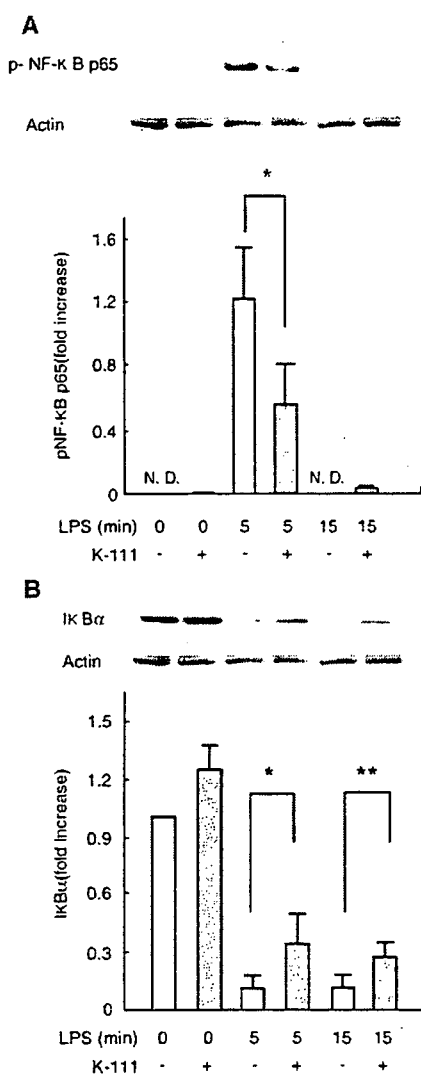 A
p- NF-κ B p65
Actin
*
pNF-κB p65(fold increase)
1.6
1.2
0.8
0.4
0
N. D.
N. D.
LPS (min) 0 0 5 5 15 15
K-111 - + - + - +
B
Iκ Bα
Actin
*
**
IκBα(fold Increase)
1.5
1.2
0.9
0.6
0.3
0
LPS (min) 0 0 5 5 15 15
K-111 - + - + - +